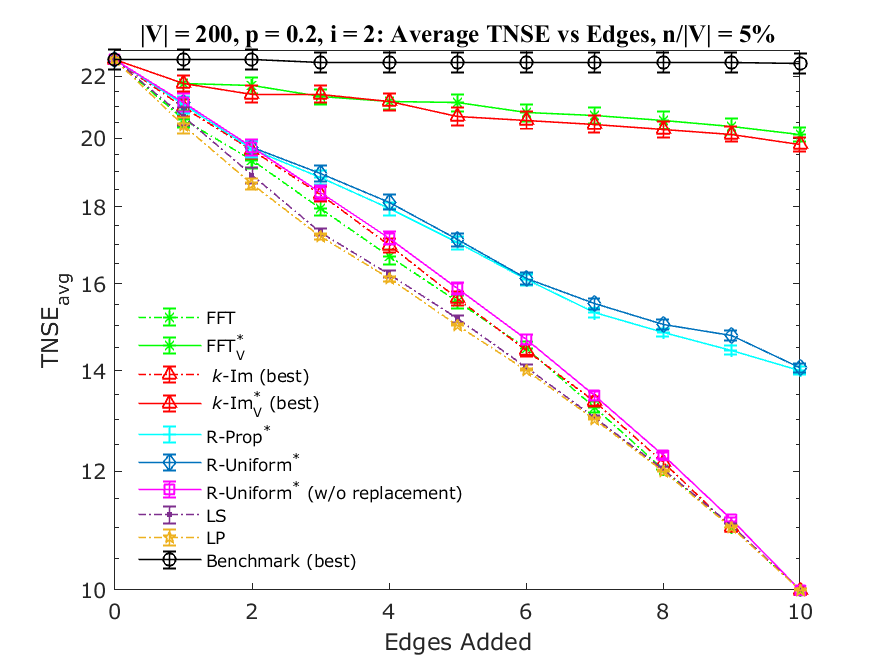 |V| = 200, p = 0.2, i = 2: Average TNSE vs Edges, n/|V| = 5%
TNSE_avg
22
20
18
16
14
12
10
FFT
FFT*_V
k-Im (best)
k-Im*_V (best)
R-Prop*
R-Uniform*
R-Uniform* (w/o replacement)
LS
LP
Benchmark (best)
0 2 4 6 8 10
Edges Added